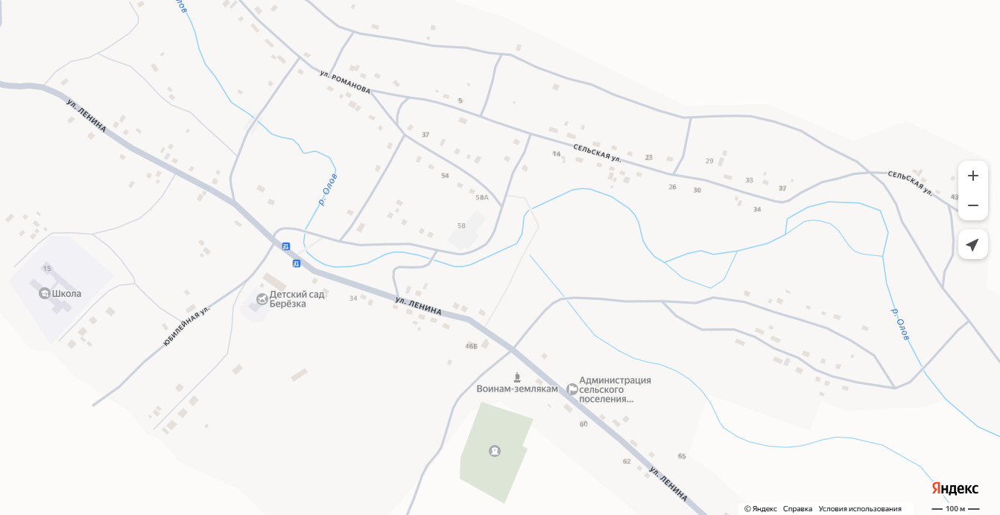 р. Олов
ул. РОМАНОВА
ул. ЛЕНИНА
5
37
14
СЕЛЬСКАЯ ул.
23
29
54
26
30
33
37
СЕЛЬСКАЯ ул.
43
34
р. Олов
58А
58
15
Школа
Детский сад
Берёзка
34
ул. ЛЕНИНА
ЮБИЛЕЙНАЯ ул.
р. Олов
46Б
Воинам-землякам
Администрация
сельского
поселения...
60
62
65
ул. ЛЕНИНА
Яндекс
© Яндекс Справка Условия использования
100 м